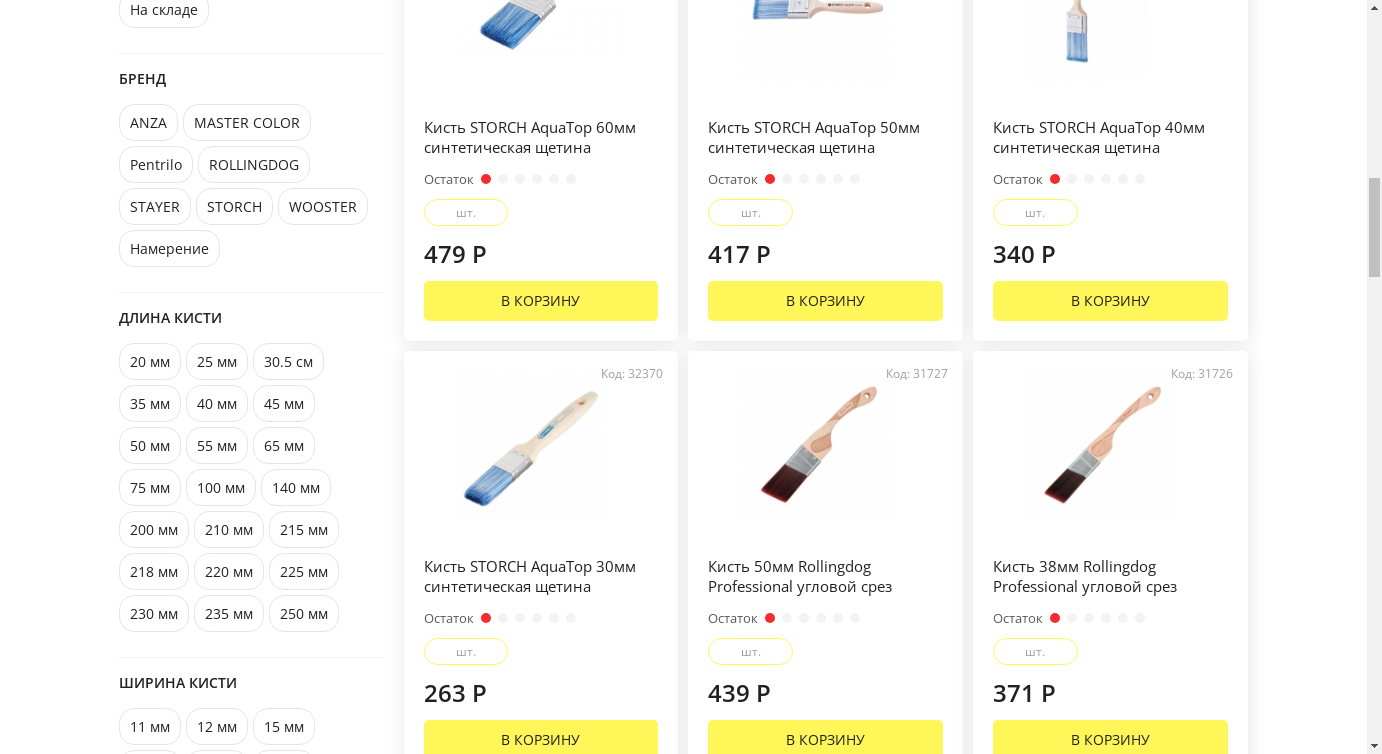 На складе
БРЕНД
ANZA MASTER COLOR
Pentrilo ROLLINGDOG
STAYER STORCH WOOSTER
Намерение
ДЛИНА КИСТИ
20 мм 25 мм 30.5 см
35 мм 40 мм 45 мм
50 мм 55 мм 65 мм
75 мм 100 мм 140 мм
200 мм 210 мм 215 мм
218 мм 220 мм 225 мм
230 мм 235 мм 250 мм
ШИРИНА КИСТИ
11 мм 12 мм 15 мм
Кисть STORCH AquaTop 60мм
синтетическая щетина
Остаток
шт.
479 Р
В КОРЗИНУ
Кисть STORCH AquaTop 50мм
синтетическая щетина
Остаток
шт.
417 Р
В КОРЗИНУ
Кисть STORCH AquaTop 40мм
синтетическая щетина
Остаток
шт.
340 Р
В КОРЗИНУ
Код: 32370
Кисть STORCH AquaTop 30мм
синтетическая щетина
Остаток
шт.
263 Р
В КОРЗИНУ
Код: 31727
Кисть 50мм Rollingdog
Professional угловой срез
Остаток
шт.
439 Р
В КОРЗИНУ
Код: 31726
Кисть 38мм Rollingdog
Professional угловой срез
Остаток
шт.
371 Р
В КОРЗИНУ